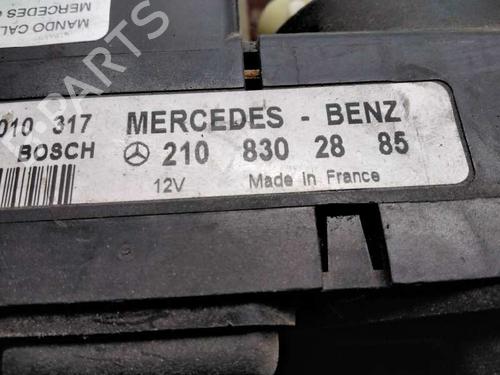 MANDO CAL
MERCEDES
010 317 MERCEDES - BENZ
BOSCH 210 830 28 85
12V Made in France